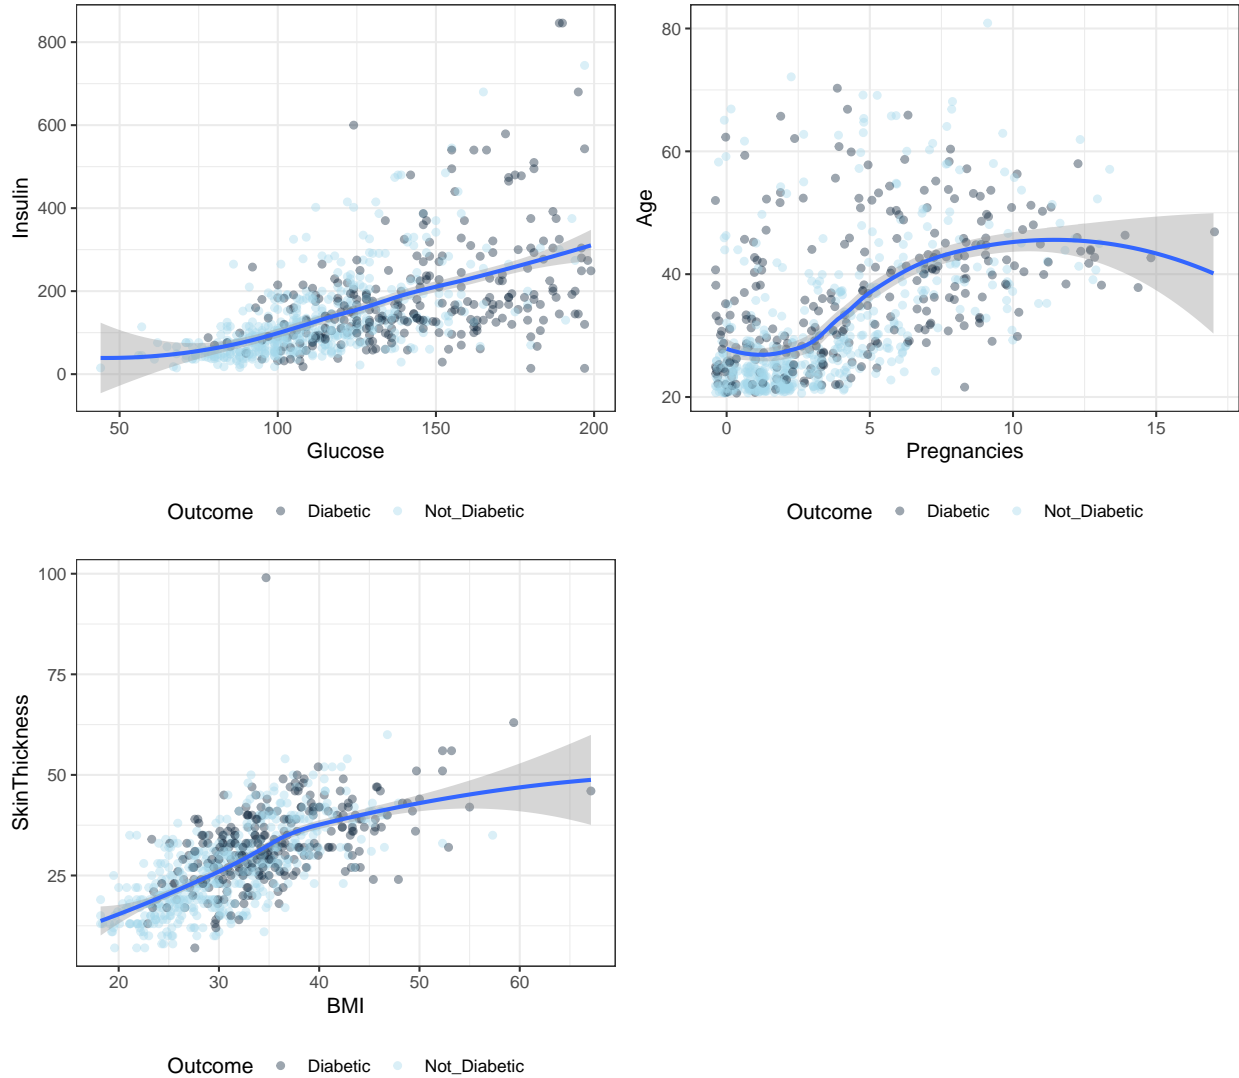 800
600
400
200
0
Insulin
50 100 150 200
Glucose
Outcome Diabetic Not_Diabetic
80
60
40
20
Age
0 5 10 15
Pregnancies
Outcome Diabetic Not_Diabetic
100
75
50
25
SkinThickness
20 30 40 50 60
BMI
Outcome Diabetic Not_Diabetic